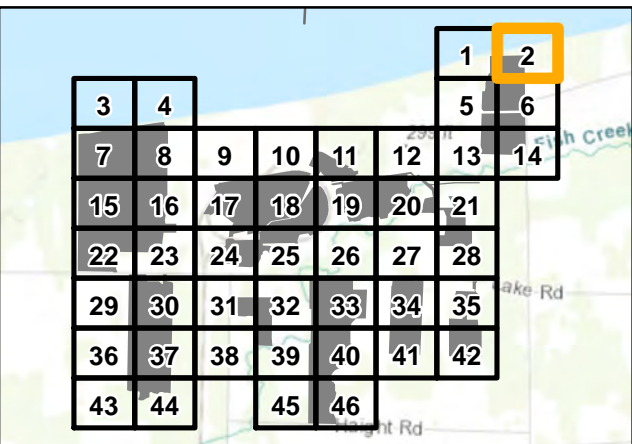 1 2
3 4 5 6
299 ft
Fish Creek
7 8 9 10 11 12 13 14
15 16 17 18 19 20 21
22 23 24 25 26 27 28
Lake Rd
29 30 31 32 33 34 35
36 37 38 39 40 41 42
43 44 45 46
Haight Rd